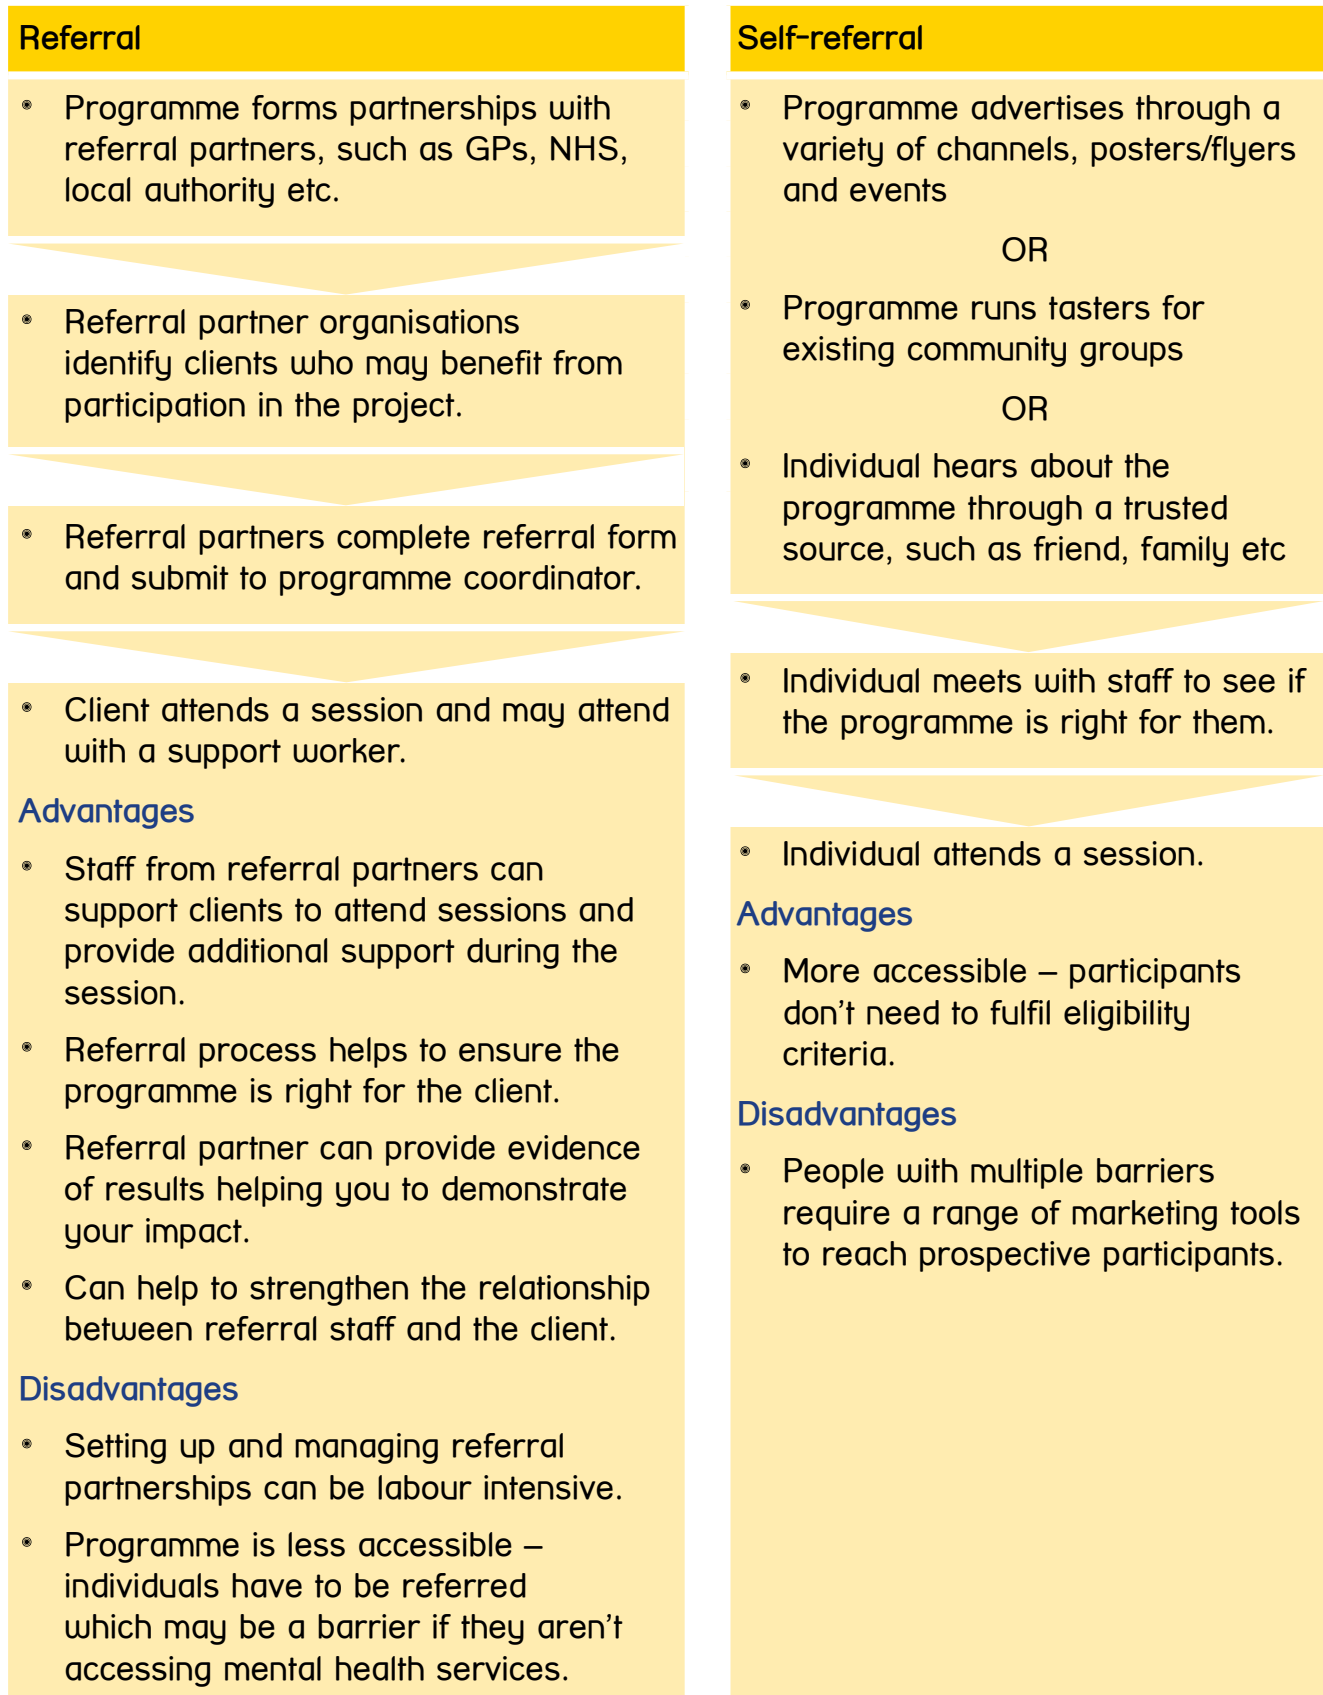 Referral
• Programme forms partnerships with
referral partners, such as GPs, NHS,
local authority etc.
• Referral partner organisations
identify clients who may benefit from
participation in the project.
• Referral partners complete referral form
and submit to programme coordinator.
• Client attends a session and may attend
with a support worker.
Advantages
• Staff from referral partners can
support clients to attend sessions and
provide additional support during the
session.
• Referral process helps to ensure the
programme is right for the client.
• Referral partner can provide evidence
of results helping you to demonstrate
your impact.
• Can help to strengthen the relationship
between referral staff and the client.
Disadvantages
• Setting up and managing referral
partnerships can be labour intensive.
• Programme is less accessible –
individuals have to be referred
which may be a barrier if they aren't
accessing mental health services.
Self-referral
• Programme advertises through a
variety of channels, posters/flyers
and events
OR
• Programme runs tasters for
existing community groups
OR
• Individual hears about the
programme through a trusted
source, such as friend, family etc
• Individual meets with staff to see if
the programme is right for them.
• Individual attends a session.
Advantages
• More accessible – participants
don't need to fulfil eligibility
criteria.
Disadvantages
• People with multiple barriers
require a range of marketing tools
to reach prospective participants.